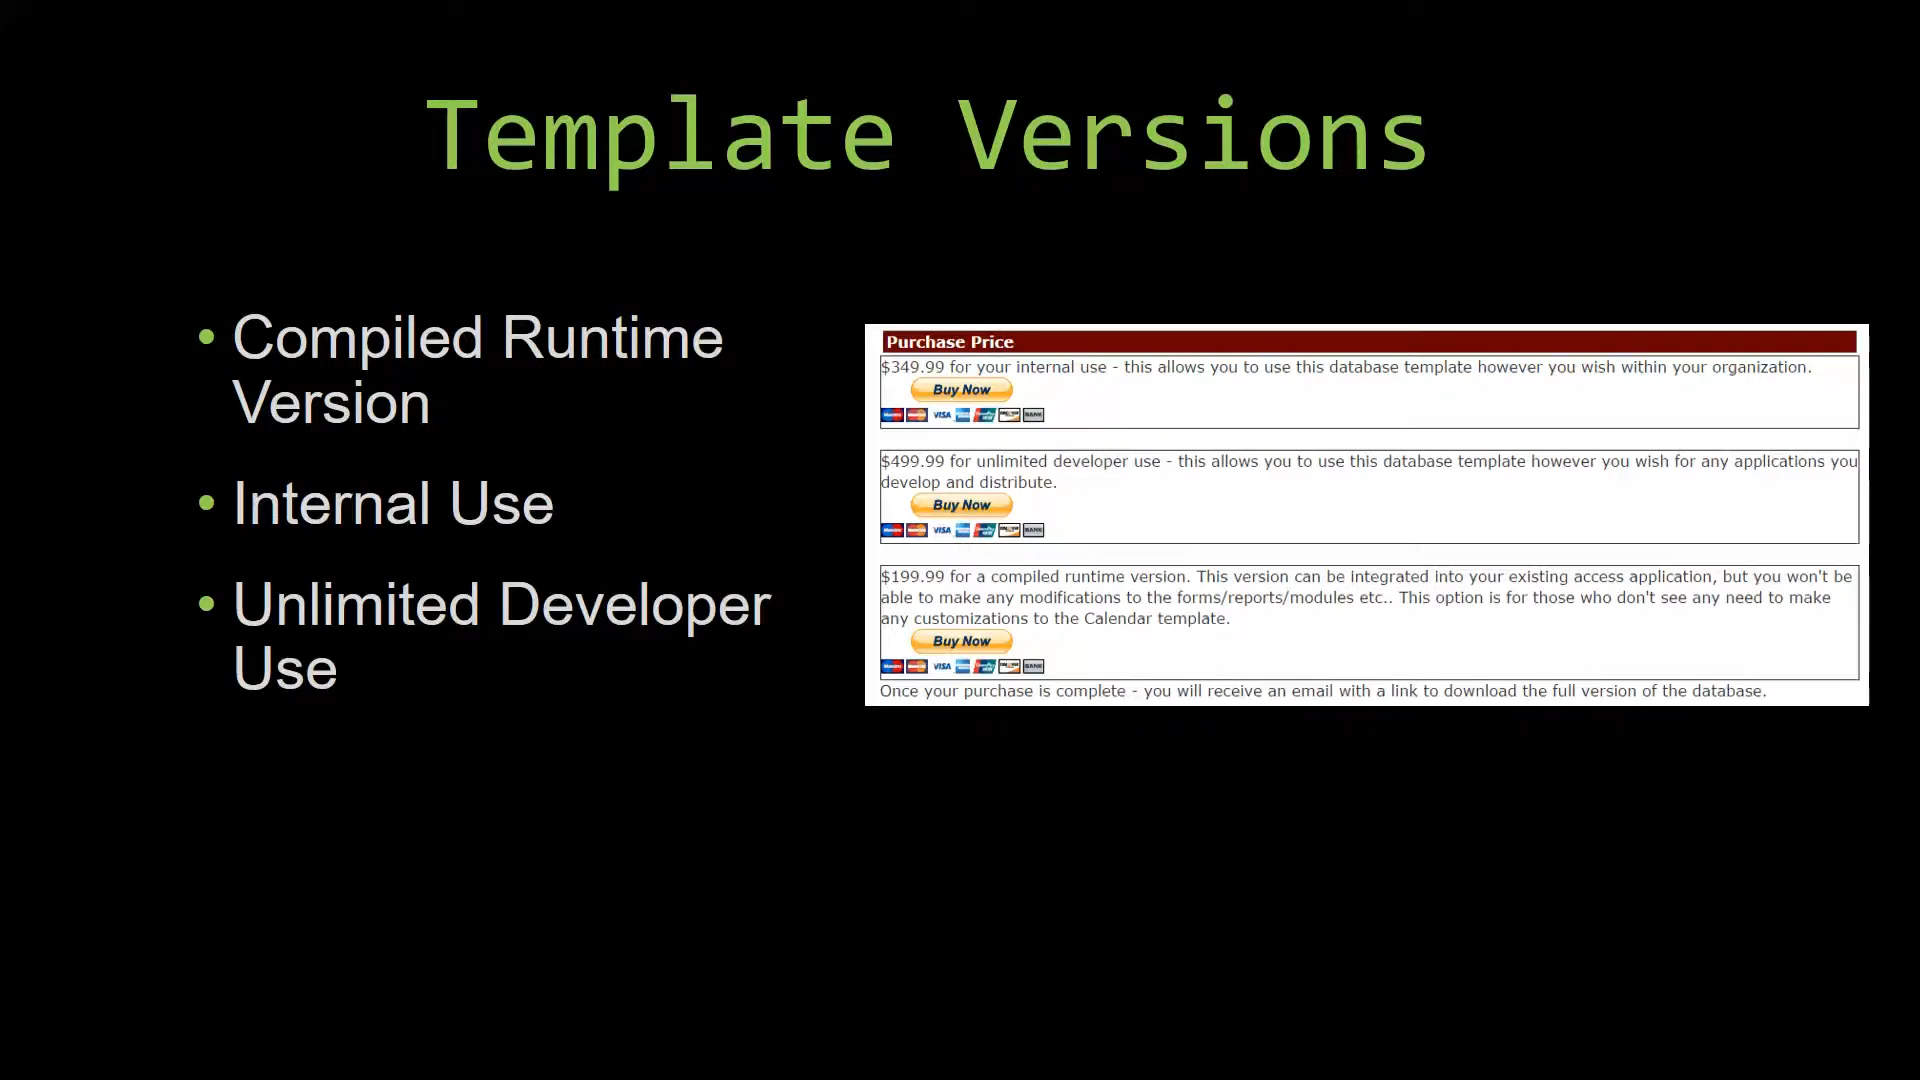 Template Versions
• Compiled Runtime
Version
• Internal Use
• Unlimited Developer
Use
Purchase Price
$349.99 for your internal use - this allows you to use this database template however you wish within your organization.
Buy Now
VISA BANK
$499.99 for unlimited developer use - this allows you to use this database template however you wish for any applications you
develop and distribute.
Buy Now
VISA BANK
$199.99 for a compiled runtime version. This version can be integrated into your existing access application, but you won't be
able to make any modifications to the forms/reports/modules etc.. This option is for those who don't see any need to make
any customizations to the Calendar template.
Buy Now
VISA BANK
Once your purchase is complete - you will receive an email with a link to download the full version of the database.